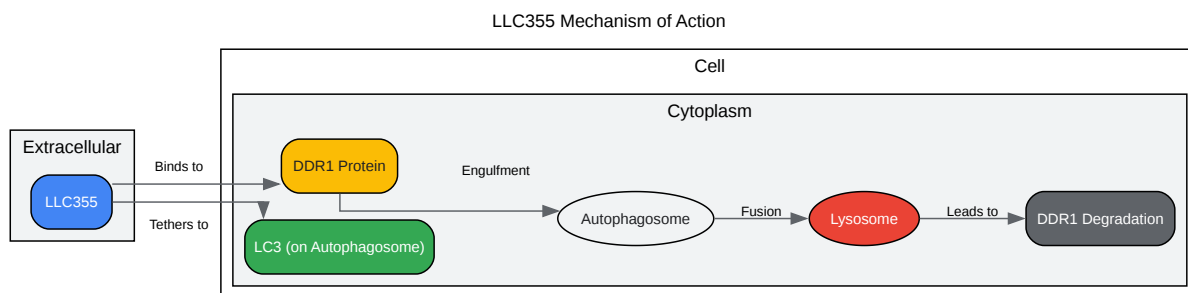 LLC355 Mechanism of Action
Cell
Cytoplasm
Extracellular
LLC355
Binds to
Tethers to
DDR1 Protein
LC3 (on Autophagosome)
Engulfment
Autophagosome
Fusion
Lysosome
Leads to
DDR1 Degradation